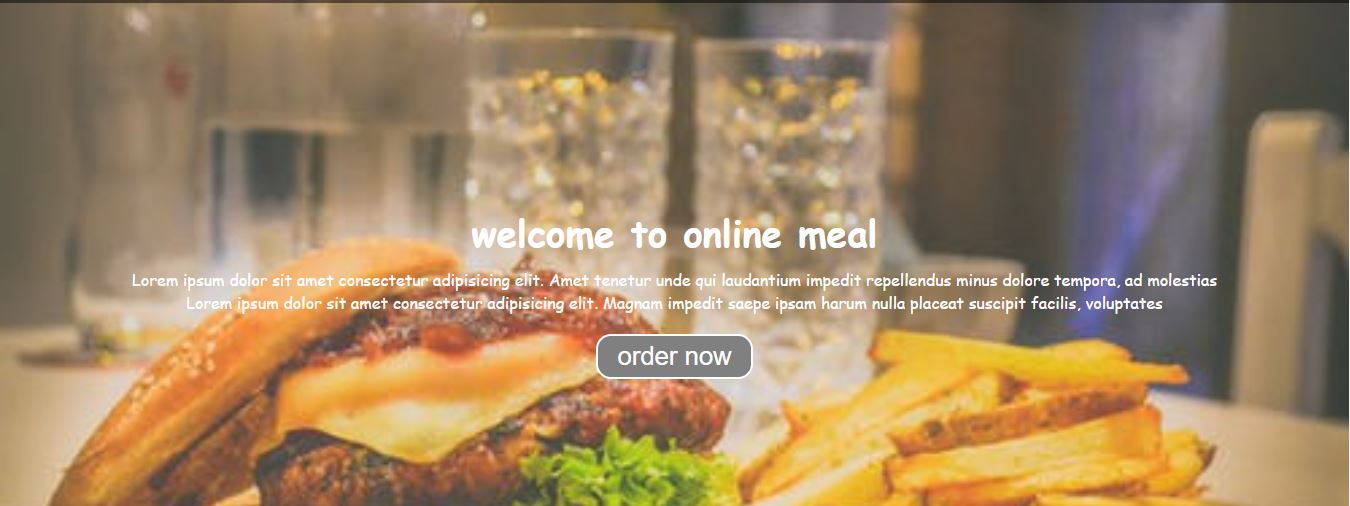 welcome to online meal
Lorem ipsum dolor sit amet consectetur adipisicing elit. Amet tenetur unde qui laudantium impedit repellendus minus dolore tempora, ad molestias
Lorem ipsum dolor sit amet consectetur adipisicing elit. Magnam impedit saepe ipsam harum nulla placeat suscipit facilis, voluptates
order now